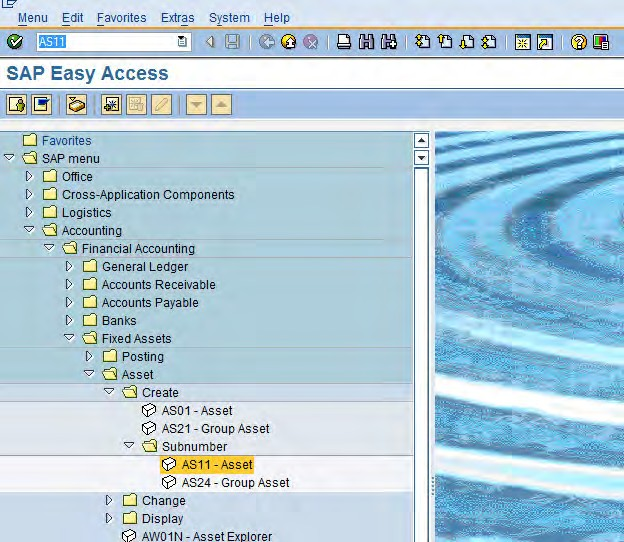 Menu Edit Favorites Extras System Help
AS11
SAP Easy Access
Favorites
SAP menu
Office
Cross-Application Components
Logistics
Accounting
Financial Accounting
General Ledger
Accounts Receivable
Accounts Payable
Banks
Fixed Assets
Posting
Asset
Create
AS01 - Asset
AS21 - Group Asset
Subnumber
AS11 - Asset
AS24 - Group Asset
Change
Display
AW01N - Asset Explorer